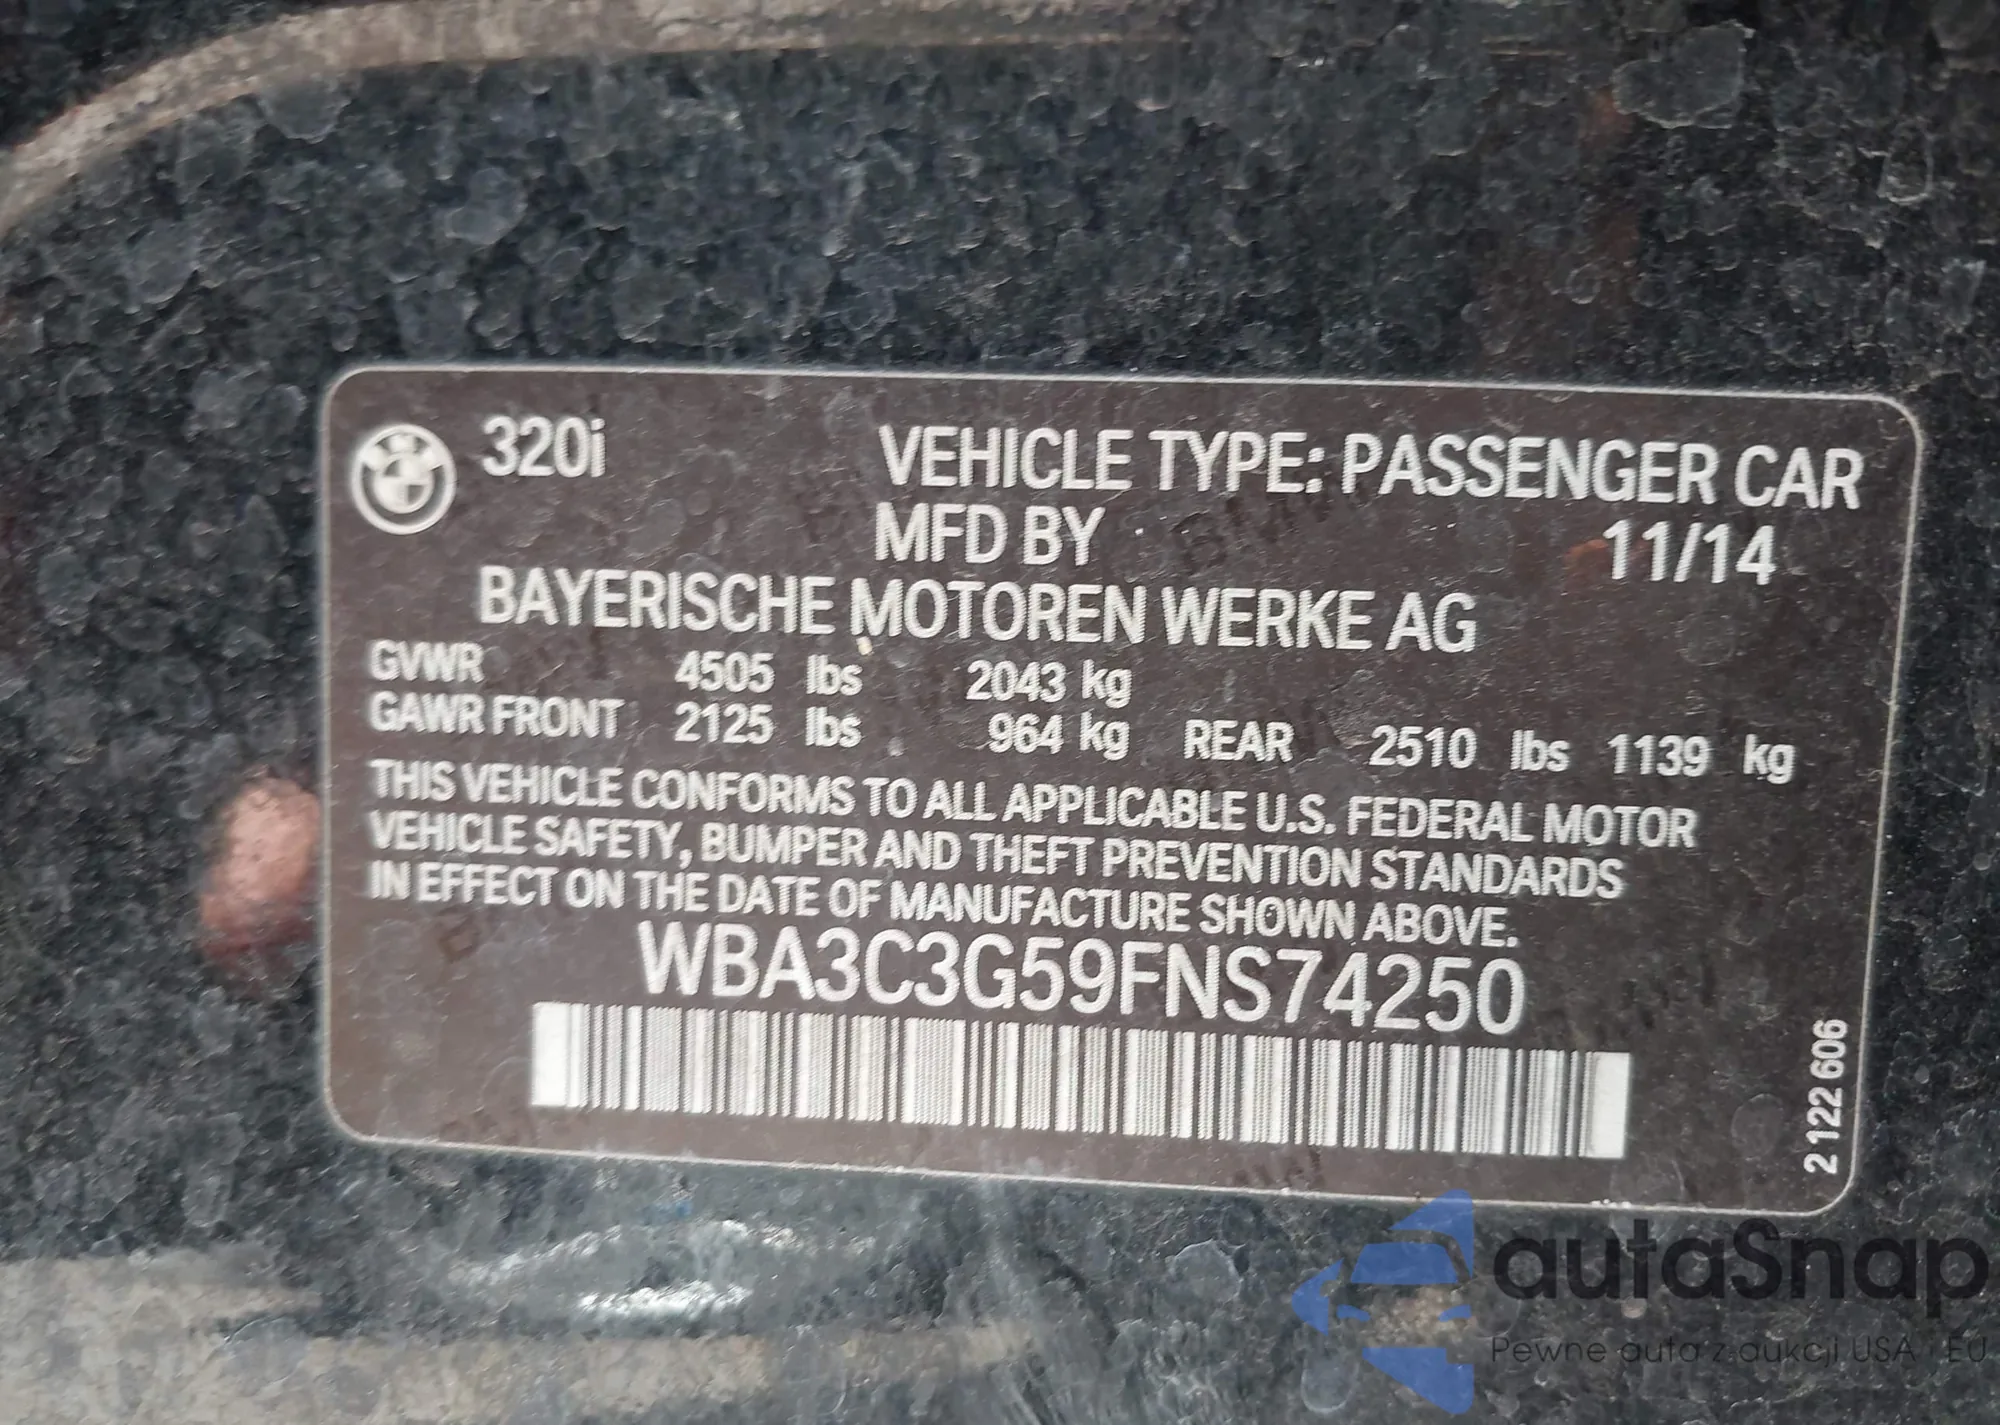 320i VEHICLE TYPE: PASSENGER CAR
MFD BY 11/14
BAYERISCHE MOTOREN WERKE AG
GVWR 4505 lbs 2043 kg
GAWR FRONT 2125 lbs 964 kg REAR 2510 lbs 1139 kg
THIS VEHICLE CONFORMS TO ALL APPLICABLE U.S. FEDERAL MOTOR
VEHICLE SAFETY, BUMPER AND THEFT PREVENTION STANDARDS
IN EFFECT ON THE DATE OF MANUFACTURE SHOWN ABOVE.
WBA3C3G59FNS74250
2 122 606
autaSnap
Pewne auta z aukcji USA i EU